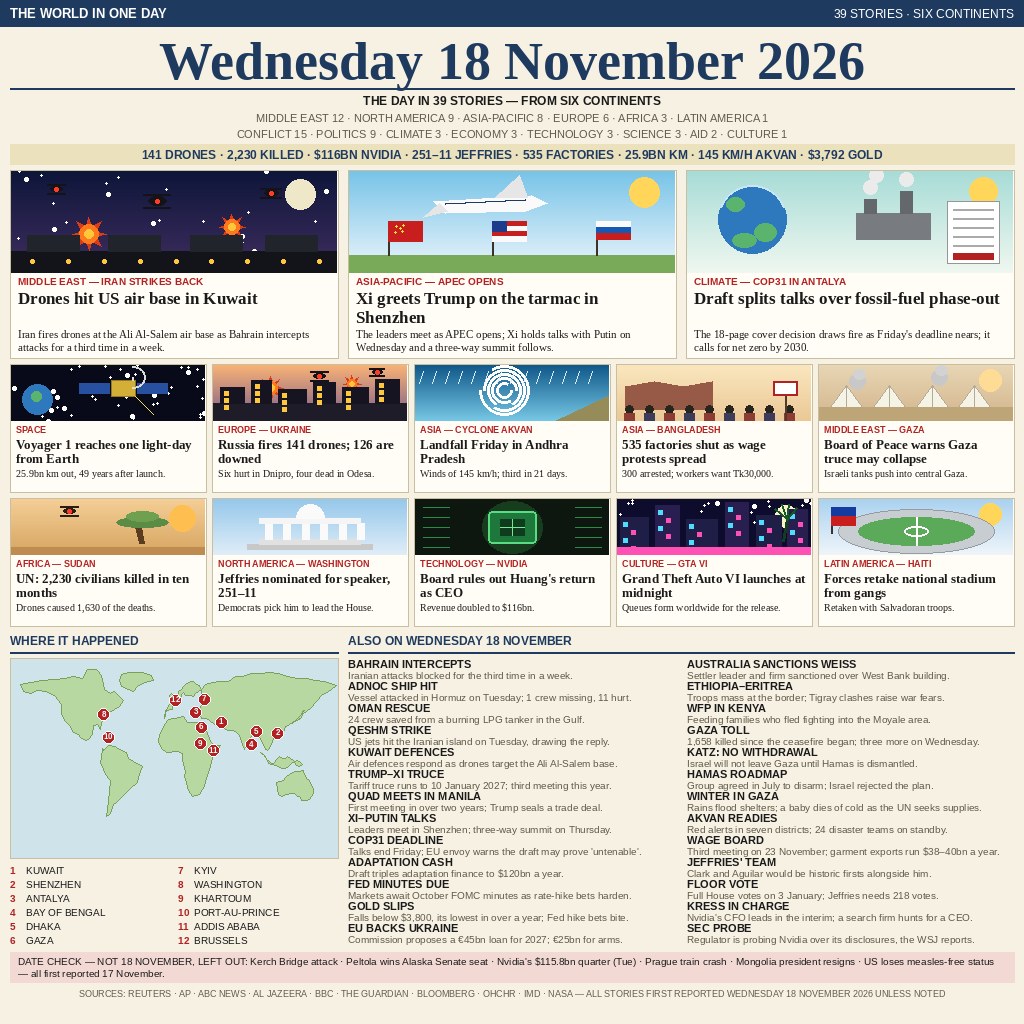 THE WORLD IN ONE DAY
39 STORIES · SIX CONTINENTS
Wednesday 18 November 2026
THE DAY IN 39 STORIES — FROM SIX CONTINENTS
MIDDLE EAST 12 · NORTH AMERICA 9 · ASIA-PACIFIC 8 · EUROPE 6 · AFRICA 3 · LATIN AMERICA 1
CONFLICT 15 · POLITICS 9 · CLIMATE 3 · ECONOMY 3 · TECHNOLOGY 3 · SCIENCE 3 · AID 2 · CULTURE 1
141 DRONES · 2,230 KILLED · $116BN NVIDIA · 251–11 JEFFRIES · 535 FACTORIES · 25.9BN KM · 145 KM/H AKVAN · $3,792 GOLD
MIDDLE EAST — IRAN STRIKES BACK
Drones hit US air base in Kuwait
Iran fires drones at the Ali Al-Salem air base as Bahrain intercepts
attacks for a third time in a week.
ASIA-PACIFIC — APEC OPENS
Xi greets Trump on the tarmac in
Shenzhen
The leaders meet as APEC opens; Xi holds talks with Putin on
Wednesday and a three-way summit follows.
CLIMATE — COP31 IN ANTALYA
Draft splits talks over fossil-fuel phase-out
The 18-page cover decision draws fire as Friday's deadline nears; it
calls for net zero by 2030.
SPACE
Voyager 1 reaches one light-day
from Earth
25.9bn km out, 49 years after launch.
EUROPE — UKRAINE
Russia fires 141 drones; 126 are
downed
Six hurt in Dnipro, four dead in Odesa.
ASIA — CYCLONE AKVAN
Landfall Friday in Andhra
Pradesh
Winds of 145 km/h; third in 21 days.
ASIA — BANGLADESH
535 factories shut as wage
protests spread
300 arrested; workers want Tk30,000.
MIDDLE EAST — GAZA
Board of Peace warns Gaza
truce may collapse
Israeli tanks push into central Gaza.
AFRICA — SUDAN
UN: 2,230 civilians killed in ten
months
Drones caused 1,630 of the deaths.
NORTH AMERICA — WASHINGTON
Jeffries nominated for speaker,
251–11
Democrats pick him to lead the House.
TECHNOLOGY — NVIDIA
Board rules out Huang's return
as CEO
Revenue doubled to $116bn.
CULTURE — GTA VI
Grand Theft Auto VI launches at
midnight
Queues form worldwide for the release.
LATIN AMERICA — HAITI
Forces retake national stadium
from gangs
Retaken with Salvadoran troops.
WHERE IT HAPPENED
12
7
3
8
1
6
5
2
10
9
4
11
1 KUWAIT
2 SHENZHEN
3 ANTALYA
4 BAY OF BENGAL
5 DHAKA
6 GAZA
7 KYIV
8 WASHINGTON
9 KHARTOUM
10 PORT-AU-PRINCE
11 ADDIS ABABA
12 BRUSSELS
ALSO ON WEDNESDAY 18 NOVEMBER
BAHRAIN INTERCEPTS
Iranian attacks blocked for the third time in a week.
ADNOC SHIP HIT
Vessel attacked in Hormuz on Tuesday; 1 crew missing, 11 hurt.
OMAN RESCUE
24 crew saved from a burning LPG tanker in the Gulf.
QESHM STRIKE
US jets hit the Iranian island on Tuesday, drawing the reply.
KUWAIT DEFENCES
Air defences respond as drones target the Ali Al-Salem base.
TRUMP–XI TRUCE
Tariff truce runs to 10 January 2027; third meeting this year.
QUAD MEETS IN MANILA
First meeting in over two years; Trump seals a trade deal.
XI–PUTIN TALKS
Leaders meet in Shenzhen; three-way summit on Thursday.
COP31 DEADLINE
Talks end Friday; EU envoy warns the draft may prove 'untenable'.
ADAPTATION CASH
Draft triples adaptation finance to $120bn a year.
FED MINUTES DUE
Markets await October FOMC minutes as rate-hike bets harden.
GOLD SLIPS
Falls below $3,800, its lowest in over a year; Fed hike bets bite.
EU BACKS UKRAINE
Commission proposes a €45bn loan for 2027; €25bn for arms.
AUSTRALIA SANCTIONS WEISS
Settler leader and firm sanctioned over West Bank building.
ETHIOPIA–ERITREA
Troops mass at the border; Tigray clashes raise war fears.
WFP IN KENYA
Feeding families who fled fighting into the Moyale area.
GAZA TOLL
1,658 killed since the ceasefire began; three more on Wednesday.
KATZ: NO WITHDRAWAL
Israel will not leave Gaza until Hamas is dismantled.
HAMAS ROADMAP
Group agreed in July to disarm; Israel rejected the plan.
WINTER IN GAZA
Rains flood shelters; a baby dies of cold as the UN seeks supplies.
AKVAN READIES
Red alerts in seven districts; 24 disaster teams on standby.
WAGE BOARD
Third meeting on 23 November; garment exports run $38–40bn a year.
JEFFRIES' TEAM
Clark and Aguilar would be historic firsts alongside him.
FLOOR VOTE
Full House votes on 3 January; Jeffries needs 218 votes.
KRESS IN CHARGE
Nvidia's CFO leads in the interim; a search firm hunts for a CEO.
SEC PROBE
Regulator is probing Nvidia over its disclosures, the WSJ reports.
DATE CHECK — NOT 18 NOVEMBER, LEFT OUT: Kerch Bridge attack · Peltola wins Alaska Senate seat · Nvidia's $115.8bn quarter (Tue) · Prague train crash · Mongolia president resigns · US loses measles-free status
— all first reported 17 November.
SOURCES: REUTERS · AP · ABC NEWS · AL JAZEERA · BBC · THE GUARDIAN · BLOOMBERG · OHCHR · IMD · NASA — ALL STORIES FIRST REPORTED WEDNESDAY 18 NOVEMBER 2026 UNLESS NOTED